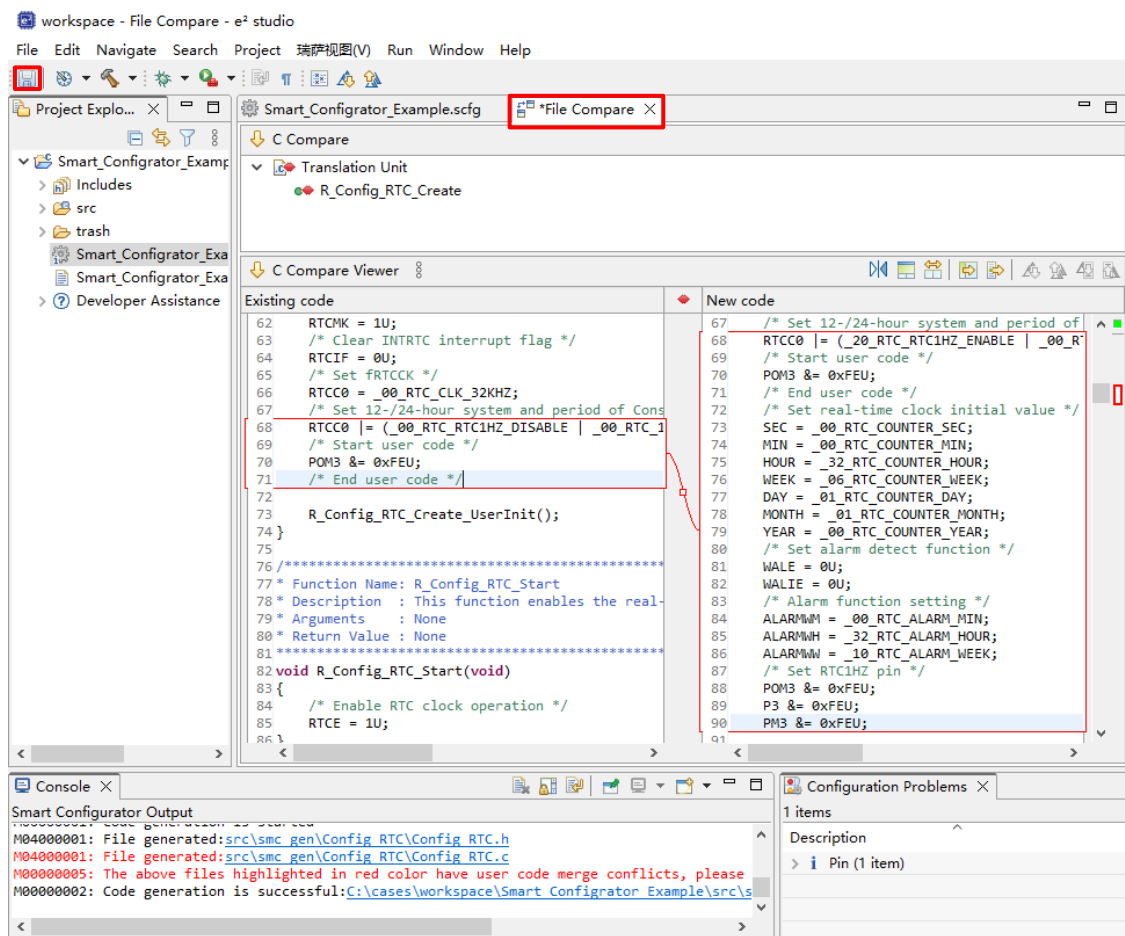 workspace - File Compare - e² studio
File Edit Navigate Search Project 瑞萨视图(V) Run Window Help
Project Explo...
Smart_Configrator_Examp
Includes
src
trash
Smart_Configrator_Exa
Smart_Configrator_Exa
Developer Assistance
Smart_Configrator_Example.scfg
*File Compare
C Compare
Translation Unit
R_Config_RTC_Create
C Compare Viewer
Existing code
62 RTCMK = 1U;
63 /* Clear INTRTC interrupt flag */
64 RTCIF = 0U;
65 /* Set fRTCCK */
66 RTCC0 = _00_RTC_CLK_32KHZ;
67 /* Set 12-/24-hour system and period of Cons
68 RTCC0 |= (_00_RTC_RTC1HZ_DISABLE | _00_RTC_1
69 /* Start user code */
70 POM3 &= 0xFEU;
71 /* End user code */
72
73 R_Config_RTC_Create_UserInit();
74 }
75
76 /***********************************************
77 * Function Name: R_Config_RTC_Start
78 * Description : This function enables the real-
79 * Arguments : None
80 * Return Value : None
81 ************************************************
82 void R_Config_RTC_Start(void)
83 {
84 /* Enable RTC clock operation */
85 RTCE = 1U;
86 }
New code
67 /* Set 12-/24-hour system and period of
68 RTCC0 |= (_20_RTC_RTC1HZ_ENABLE | _00_RT
69 /* Start user code */
70 POM3 &= 0xFEU;
71 /* End user code */
72 /* Set real-time clock initial value */
73 SEC = _00_RTC_COUNTER_SEC;
74 MIN = _00_RTC_COUNTER_MIN;
75 HOUR = _32_RTC_COUNTER_HOUR;
76 WEEK = _06_RTC_COUNTER_WEEK;
77 DAY = _01_RTC_COUNTER_DAY;
78 MONTH = _01_RTC_COUNTER_MONTH;
79 YEAR = _00_RTC_COUNTER_YEAR;
80 /* Set alarm detect function */
81 WALE = 0U;
82 WALIE = 0U;
83 /* Alarm function setting */
84 ALARMWM = _00_RTC_ALARM_MIN;
85 ALARMWH = _32_RTC_ALARM_HOUR;
86 ALARMWW = _10_RTC_ALARM_WEEK;
87 /* Set RTC1HZ pin */
88 POM3 &= 0xFEU;
89 P3 &= 0xFEU;
90 PM3 &= 0xFEU;
91
Console
Smart Configurator Output
M04000001: File generated:src\smc_gen\Config_RTC\Config_RTC.h
M04000001: File generated:src\smc_gen\Config_RTC\Config_RTC.c
M00000005: The above files highlighted in red color have user code merge conflicts, please
M00000002: Code generation is successful:C:\cases\workspace\Smart_Configrator_Example\src\s
Configuration Problems
1 items
Description
Pin (1 item)